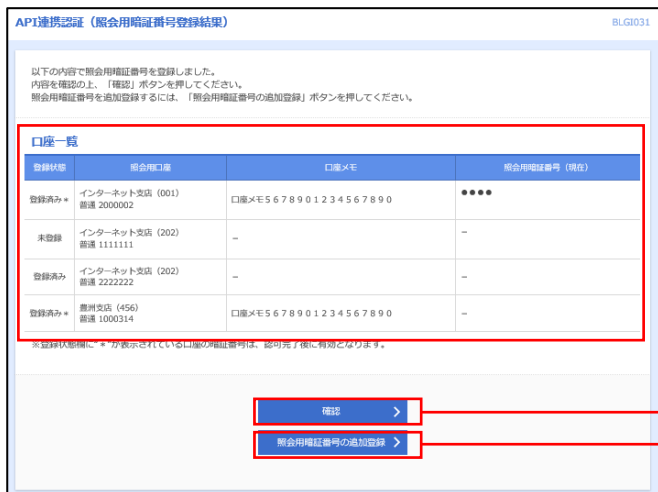 API連携認証（照会用暗証番号登録結果）
BLGI031
以下の内容で照会用暗証番号を登録しました。
内容を確認の上、「確認」ボタンを押してください。
照会用暗証番号を追加登録するには、「照会用暗証番号の追加登録」ボタンを押してください。
口座一覧
登録状態 照会用口座 口座メモ 照会用暗証番号（現在）
登録済み＊ インターネット支店（001） 口座メモ５６７８９０１２３４５６７８９０ ●●●●
普通 2000002
未登録 インターネット支店（202） － －
普通 1111111
登録済み インターネット支店（202） － －
普通 2222222
登録済み＊ 豊洲支店（456） 口座メモ５６７８９０１２３４５６７８９０ －
普通 1000314
※登録状態欄に"＊"が表示されている口座の暗証番号は、認可完了後に有効となります。
確認
照会用暗証番号の追加登録